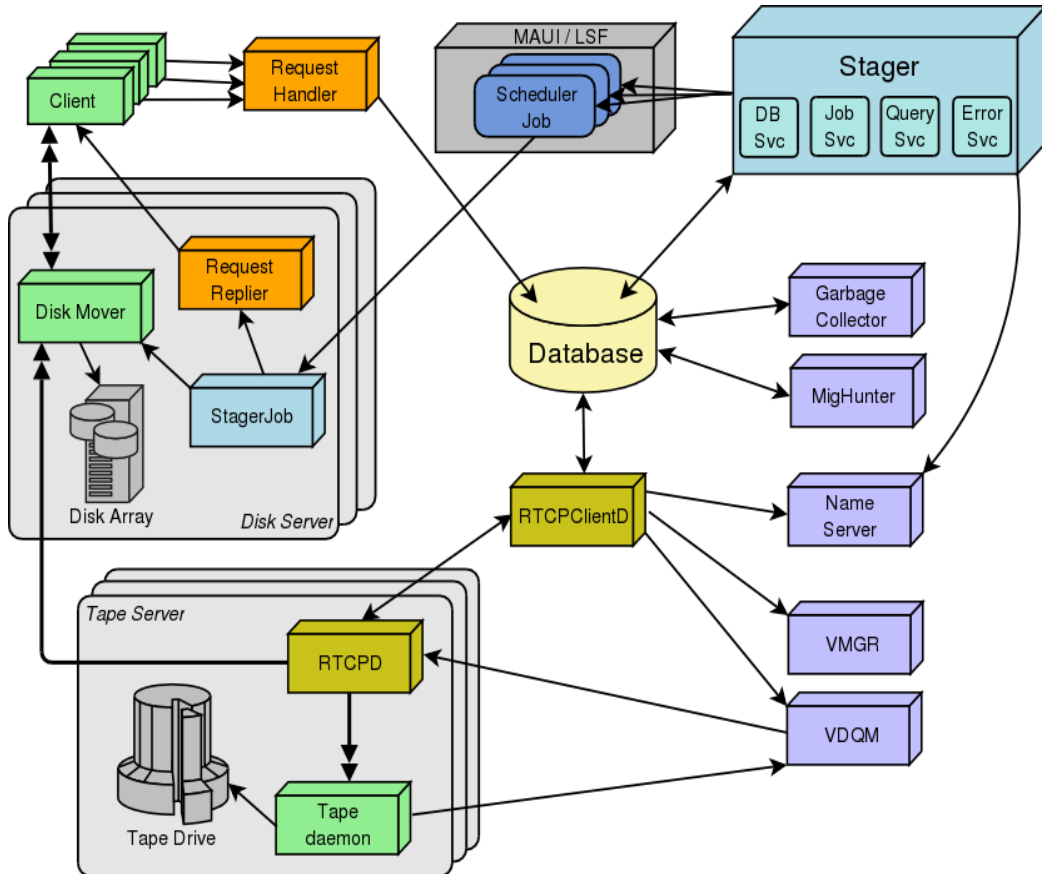 MAUI / LSF
Stager
Client
Request
Handler
Scheduler
Job
DB
Svc
Job
Svc
Query
Svc
Error
Svc
Request
Replier
Disk Mover
Garbage
Collector
Database
StagerJob
MigHunter
Disk Array
Disk Server
RTCPClientD
Name
Server
Tape Server
RTCPD
VMGR
VDQM
Tape Drive
Tape
daemon